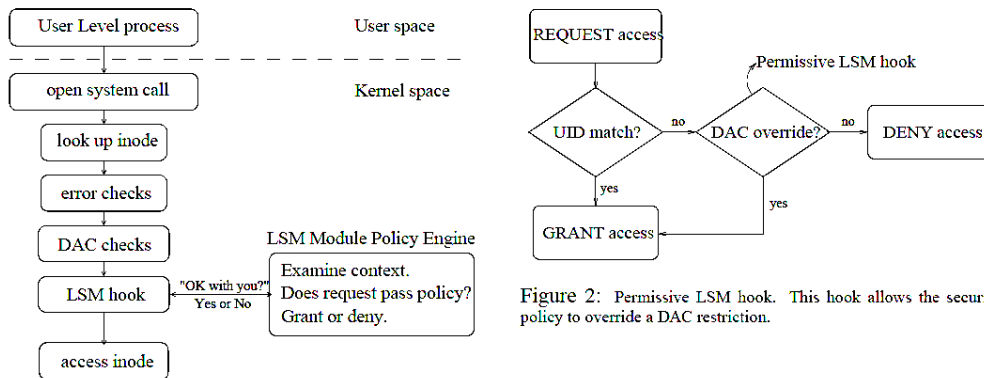 User Level process
User space
open system call
Kernel space
look up inode
error checks
DAC checks
LSM Module Policy Engine
LSM hook
"OK with you?"
Yes or No
Examine context.
Does request pass policy?
Grant or deny.
access inode
REQUEST access
Permissive LSM hook
UID match?
no
DAC override?
no
DENY access
yes
yes
GRANT access
Figure 2: Permissive LSM hook. This hook allows the
policy to override a DAC restriction.